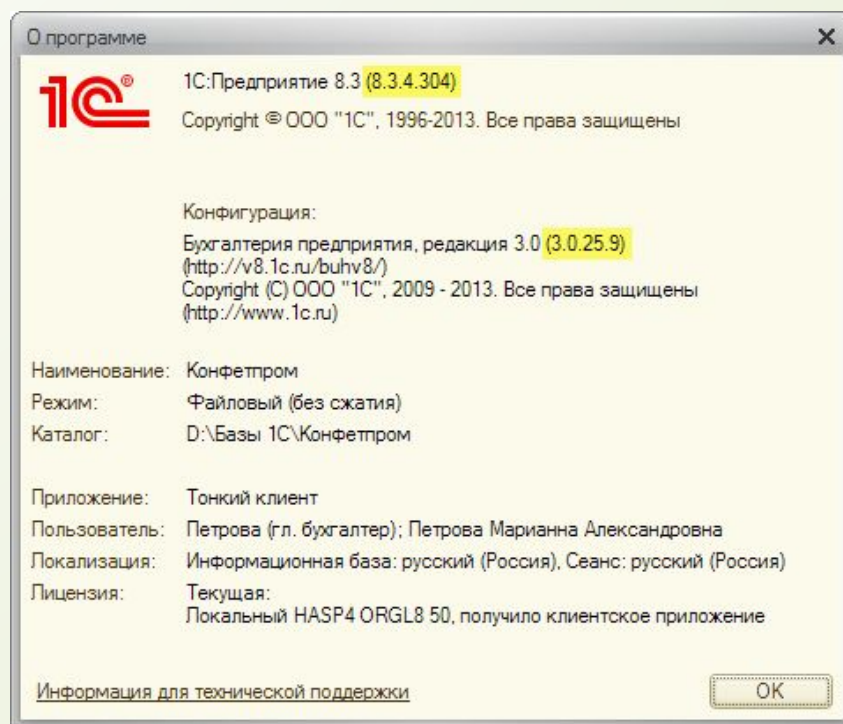 О программе
1С®
1С:Предприятие 8.3 (8.3.4.304)
Copyright © ООО "1С", 1996-2013. Все права защищены
Конфигурация:
Бухгалтерия предприятия, редакция 3.0 (3.0.25.9)
(http://v8.1c.ru/buhv8/)
Copyright (С) ООО "1С", 2009 - 2013. Все права защищены
(http://www.1c.ru)
Наименование: Конфетпром
Режим: Файловый (без сжатия)
Каталог: D:\Базы 1С\Конфетпром
Приложение: Тонкий клиент
Пользователь: Петрова (гл. бухгалтер); Петрова Марианна Александровна
Локализация: Информационная база: русский (Россия), Сеанс: русский (Россия)
Лицензия: Текущая:
Локальный HASP4 ORGL8 50, получило клиентское приложение
Информация для технической поддержки
OK